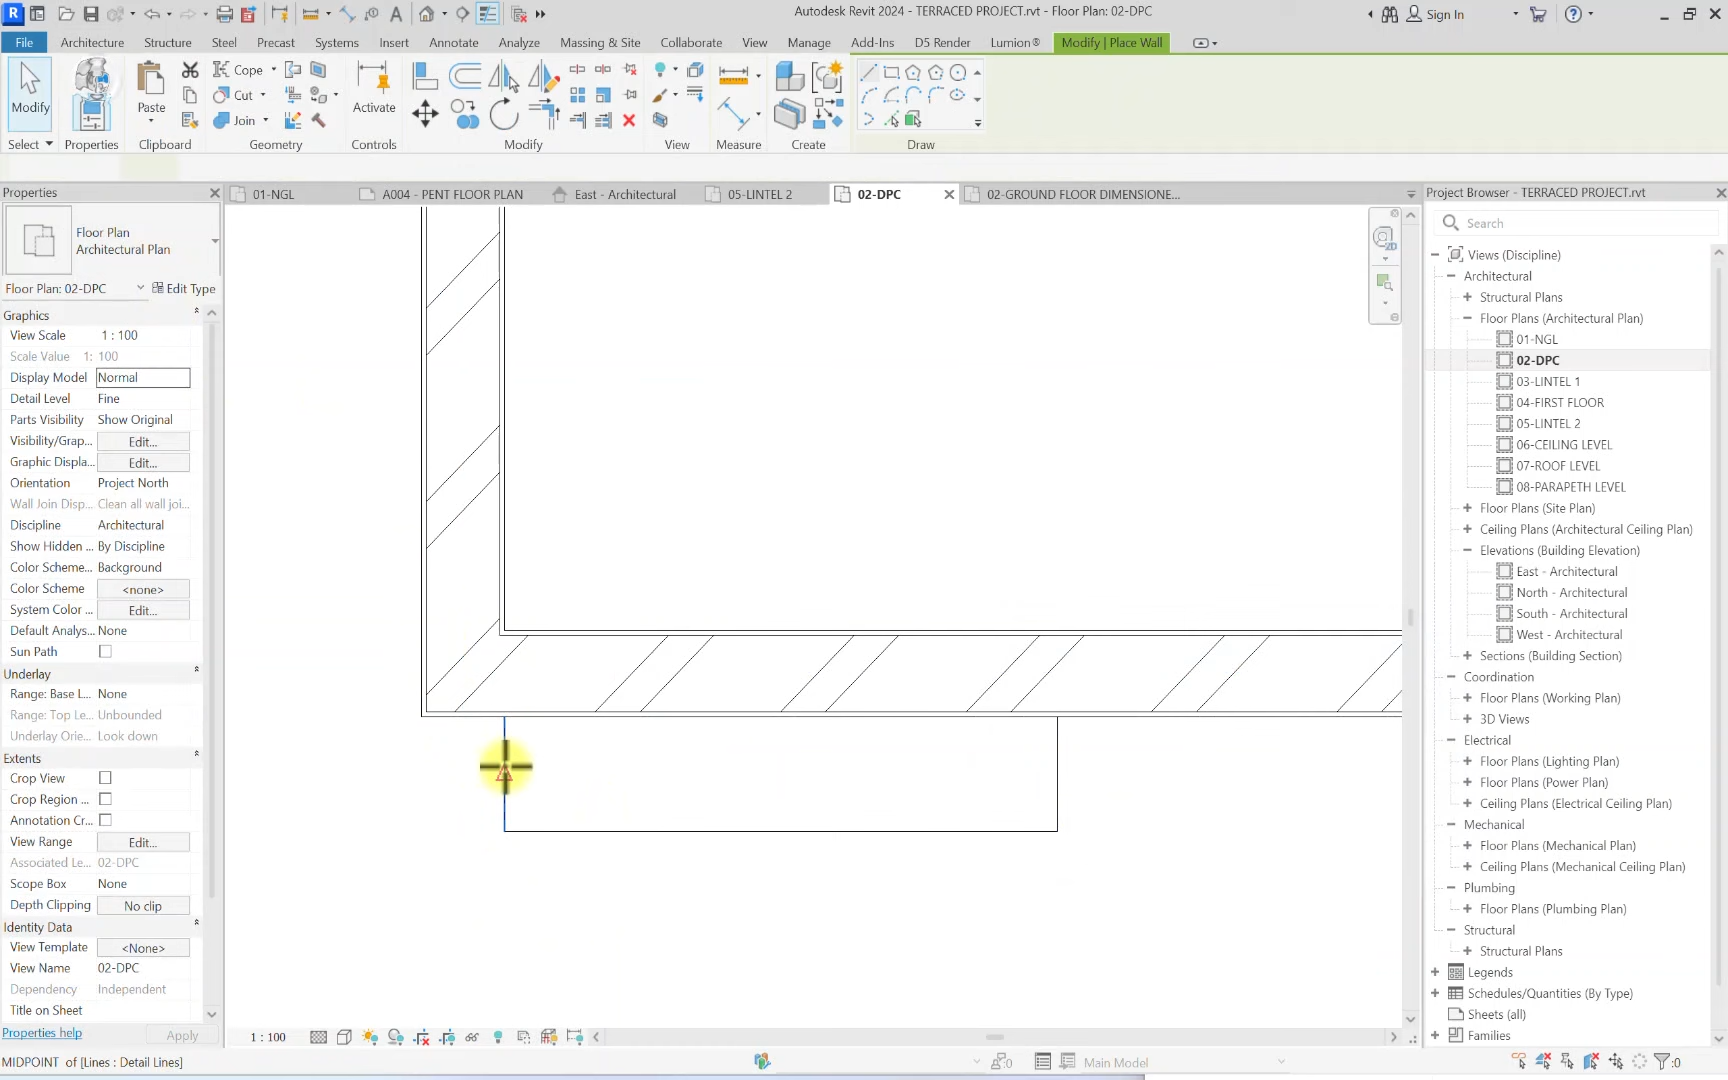 Autodesk Revit 2024 - TERRACED PROJECT.rvt - Floor Plan: 02-DPC
Sign In
File Architecture Structure Steel Precast Systems Insert Annotate Analyze Massing & Site Collaborate View Manage Add-Ins D5 Render Lumion® Modify | Place Wall
Modify
Paste
Cope
Cut
Join
Activate
Select Properties Clipboard Geometry Controls Modify View Measure Create Draw
Properties
01-NGL
A004 - PENT FLOOR PLAN
East - Architectural
05-LINTEL 2
02-DPC
02-GROUND FLOOR DIMENSIONE...
Floor Plan
Architectural Plan
Floor Plan: 02-DPC
Edit Type
Graphics
View Scale 1 : 100
Scale Value 1: 100
Display Model Normal
Detail Level Fine
Parts Visibility Show Original
Visibility/Grap... Edit...
Graphic Displa... Edit...
Orientation Project North
Wall Join Disp... Clean all wall joi...
Discipline Architectural
Show Hidden ... By Discipline
Color Scheme... Background
Color Scheme <none>
System Color ... Edit...
Default Analys... None
Sun Path
Underlay
Range: Base L... None
Range: Top Le... Unbounded
Underlay Orie... Look down
Extents
Crop View
Crop Region ...
Annotation Cr...
View Range Edit...
Associated Le... 02-DPC
Scope Box None
Depth Clipping No clip
Identity Data
View Template <None>
View Name 02-DPC
Dependency Independent
Title on Sheet
Properties help
Apply
1 : 100
MIDPOINT of [Lines : Detail Lines]
:0
Main Model
:0
Project Browser - TERRACED PROJECT.rvt
Search
Views (Discipline)
Architectural
Structural Plans
Floor Plans (Architectural Plan)
01-NGL
02-DPC
03-LINTEL 1
04-FIRST FLOOR
05-LINTEL 2
06-CEILING LEVEL
07-ROOF LEVEL
08-PARAPETH LEVEL
Floor Plans (Site Plan)
Ceiling Plans (Architectural Ceiling Plan)
Elevations (Building Elevation)
East - Architectural
North - Architectural
South - Architectural
West - Architectural
Sections (Building Section)
Coordination
Floor Plans (Working Plan)
3D Views
Electrical
Floor Plans (Lighting Plan)
Floor Plans (Power Plan)
Ceiling Plans (Electrical Ceiling Plan)
Mechanical
Floor Plans (Mechanical Plan)
Ceiling Plans (Mechanical Ceiling Plan)
Plumbing
Floor Plans (Plumbing Plan)
Structural
Structural Plans
Legends
Schedules/Quantities (By Type)
Sheets (all)
Families